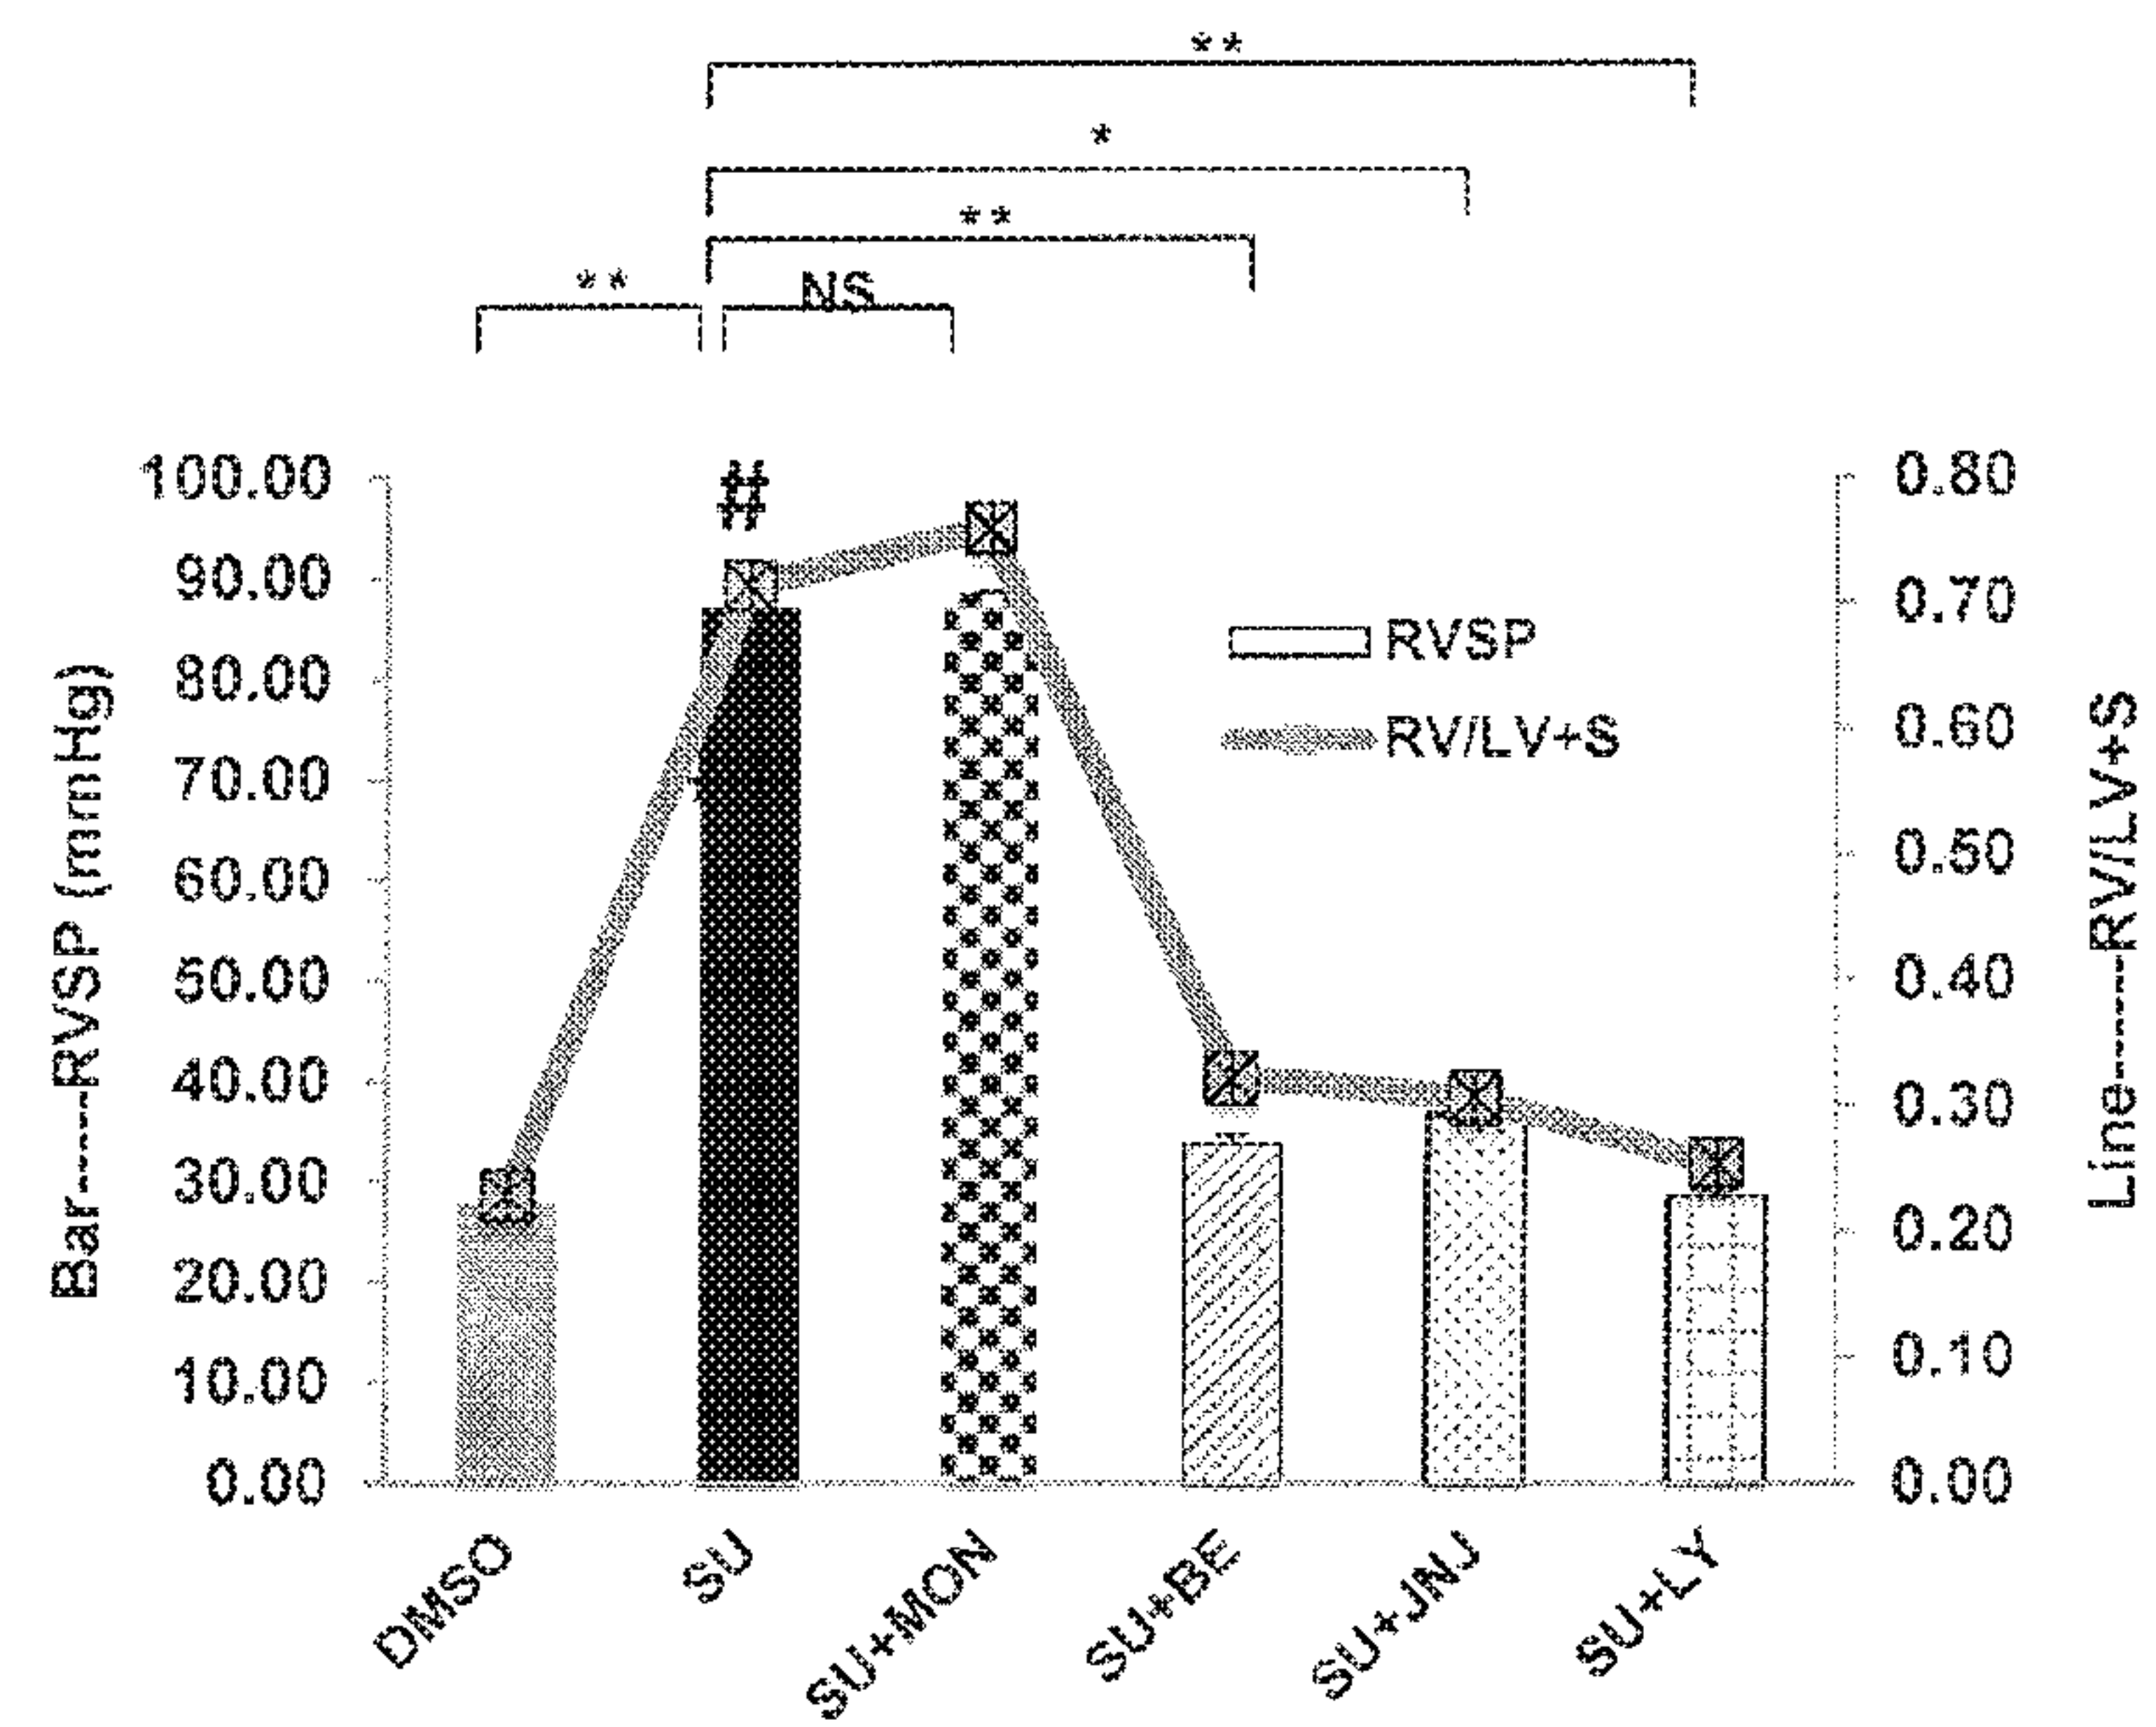 **
*
**
**
NS
#
100.00
90.00
80.00
70.00
60.00
50.00
40.00
30.00
20.00
10.00
0.00
Bar-----RVSP (mmHg)
RVSP
RV/LV+S
0.80
0.70
0.60
0.50
0.40
0.30
0.20
0.10
0.00
Line------RV/LV+S
DMSO
SU
SU+MON
SU+BE
SU+JNJ
SU+LY